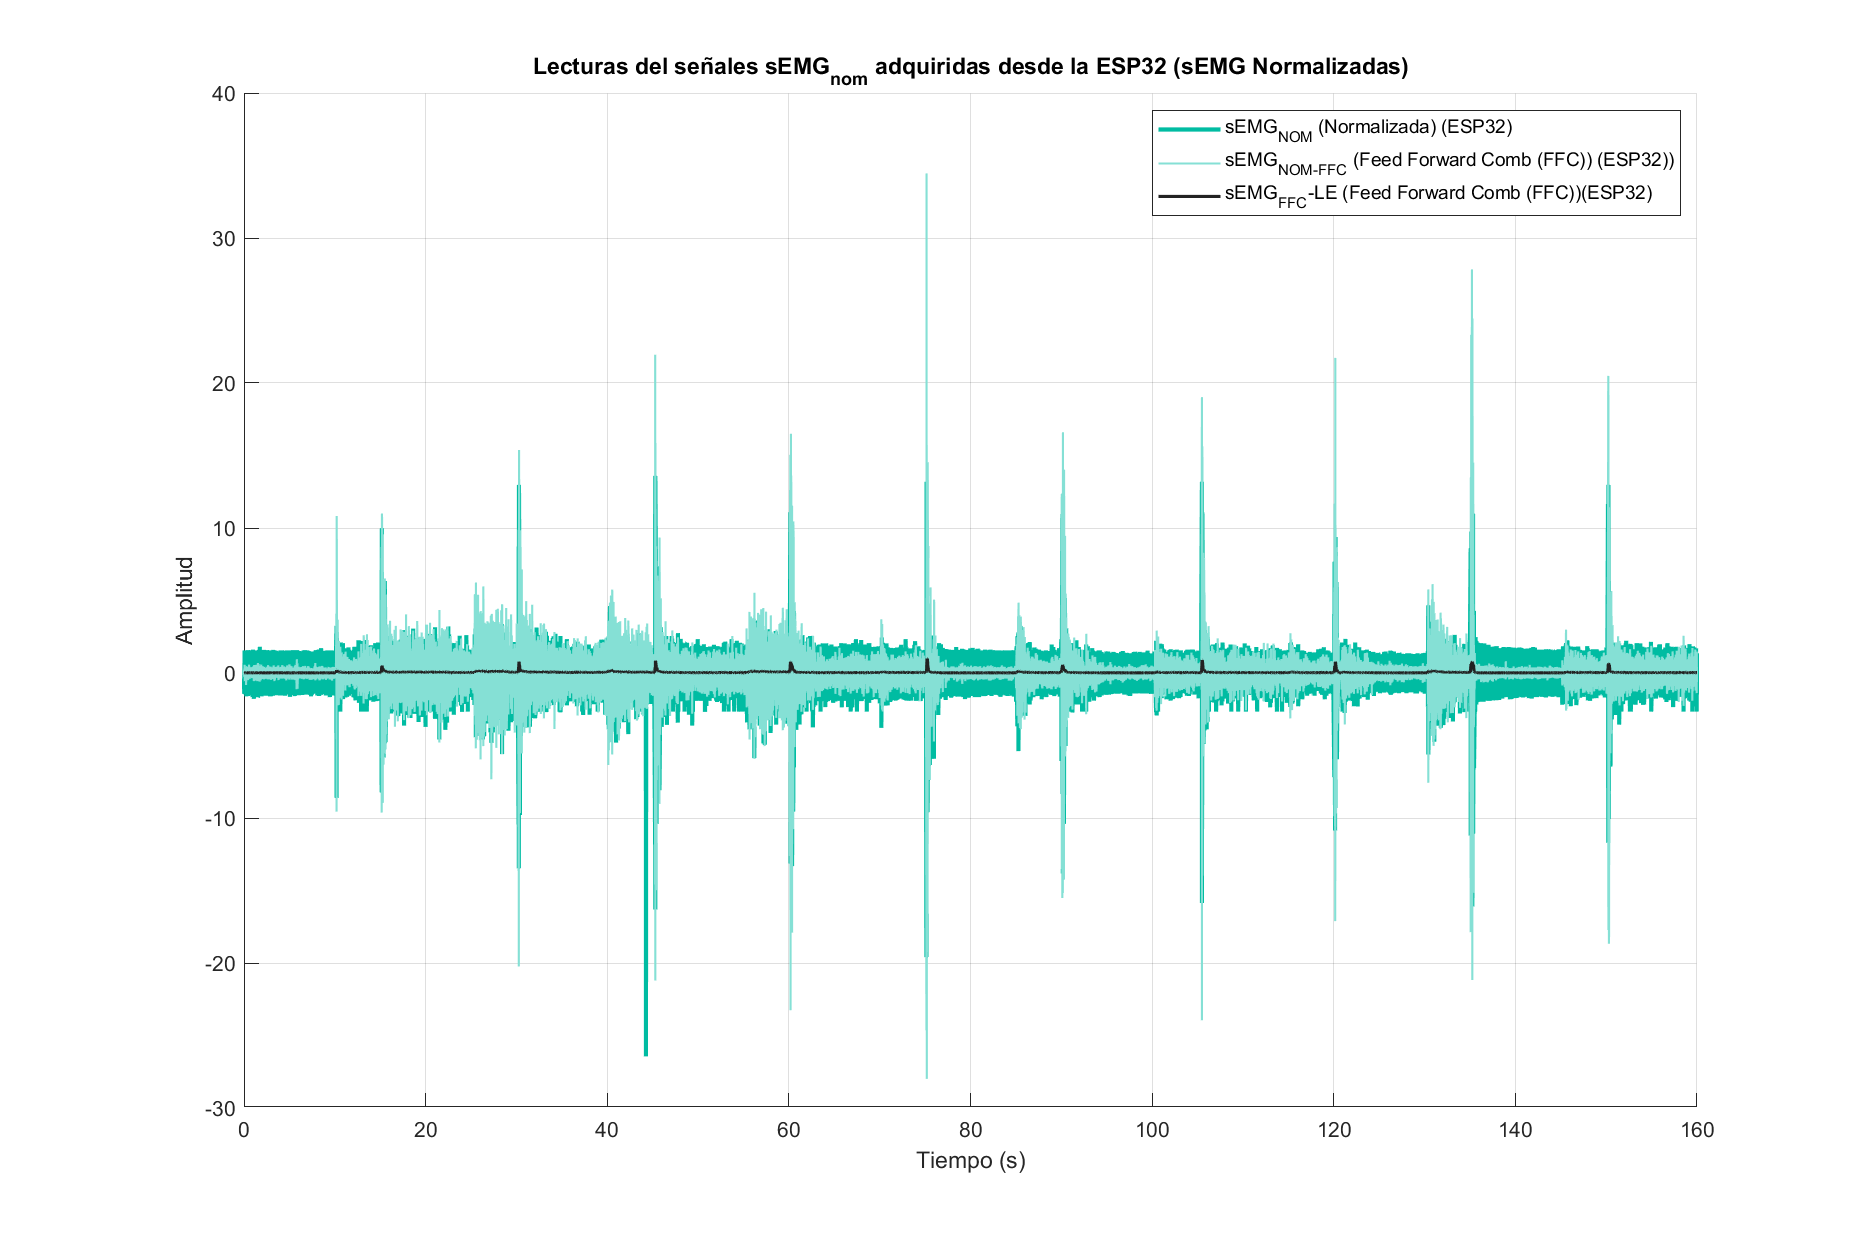 Lecturas del señales sEMGnom adquiridas desde la ESP32 (sEMG Normalizadas)
sEMGNOM (Normalizada) (ESP32)
sEMGNOM-FFC (Feed Forward Comb (FFC)) (ESP32))
sEMGFFC-LE (Feed Forward Comb (FFC))(ESP32)
40
30
20
10
0
-10
-20
-30
Amplitud
0 20 40 60 80 100 120 140 160
Tiempo (s)